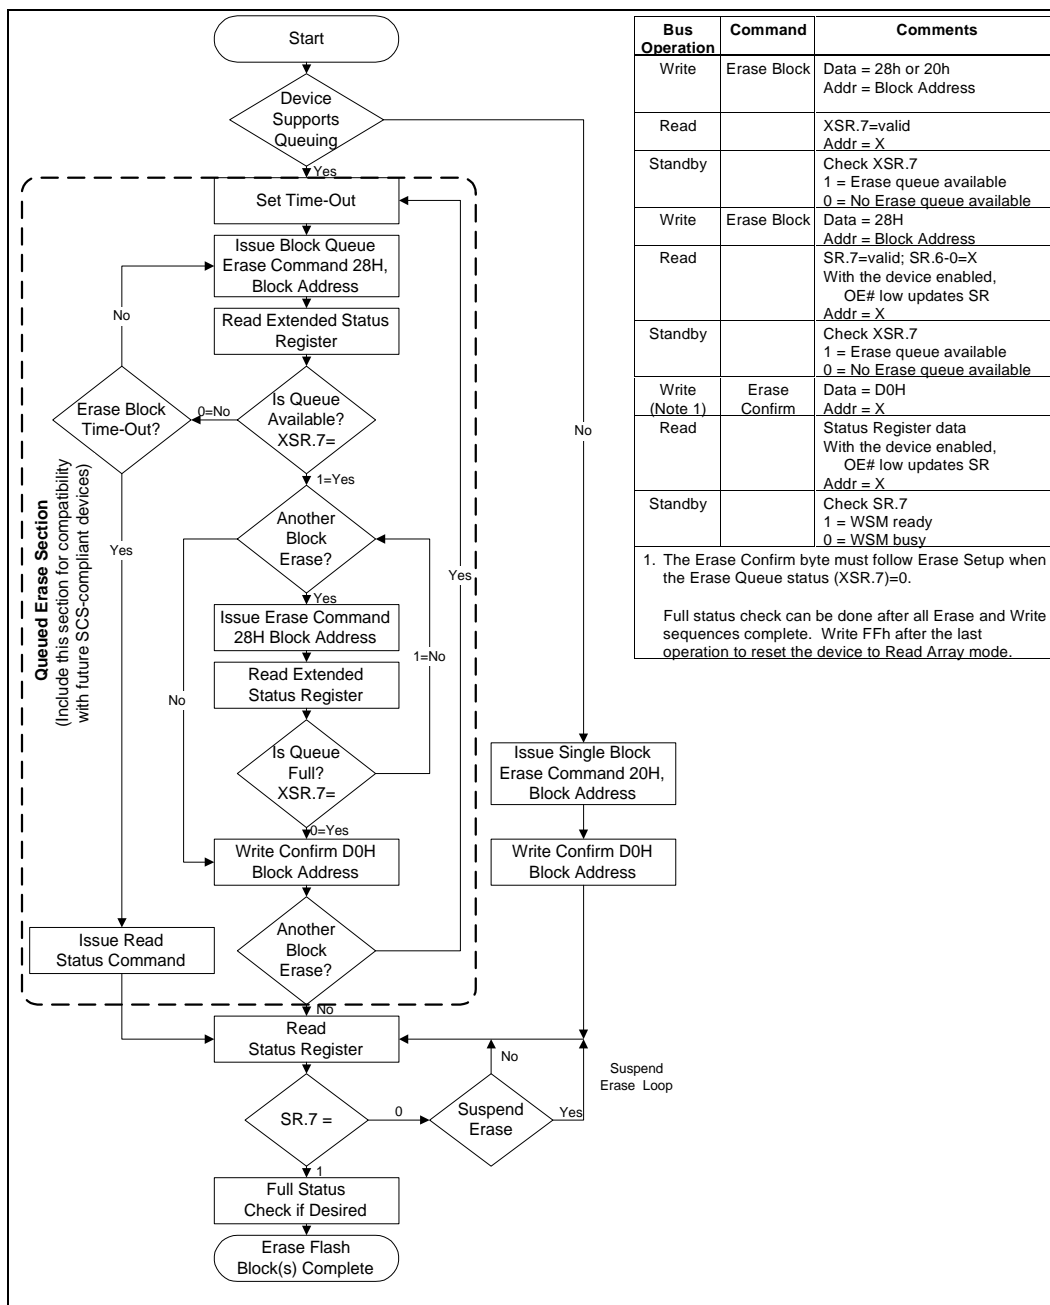 Start
Device
Supports
Queuing
Yes
Set Time-Out
Issue Block Queue
Erase Command 28H,
Block Address
No
Read Extended Status
Register
Erase Block
Time-Out?
0=No
Is Queue
Available?
XSR.7=
No
1=Yes
Another
Block
Erase?
Yes
Yes
Yes
Issue Erase Command
28H Block Address
1=No
Read Extended
Status Register
No
Is Queue
Full?
XSR.7=
0=Yes
Write Confirm D0H
Block Address
Issue Single Block
Erase Command 20H,
Block Address
Write Confirm D0H
Block Address
Issue Read
Status Command
Another
Block
Erase?
No
Queued Erase Section
(Include this section for compatibility
with future SCS-compliant devices)
Read
Status Register
No
Suspend
Erase Loop
SR.7 =
0
Suspend
Erase
Yes
1
Full Status
Check if Desired
Erase Flash
Block(s) Complete
Bus Operation Command Comments
Write Erase Block Data = 28h or 20h
Addr = Block Address
Read XSR.7=valid
Addr = X
Standby Check XSR.7
1 = Erase queue available
0 = No Erase queue available
Write Erase Block Data = 28H
Addr = Block Address
Read SR.7=valid; SR.6-0=X
With the device enabled,
OE# low updates SR
Addr = X
Standby Check XSR.7
1 = Erase queue available
0 = No Erase queue available
Write Erase Data = D0H
(Note 1) Confirm Addr = X
Read Status Register data
With the device enabled,
OE# low updates SR
Addr = X
Standby Check SR.7
1 = WSM ready
0 = WSM busy
1. The Erase Confirm byte must follow Erase Setup when
the Erase Queue status (XSR.7)=0.
Full status check can be done after all Erase and Write
sequences complete. Write FFh after the last
operation to reset the device to Read Array mode.